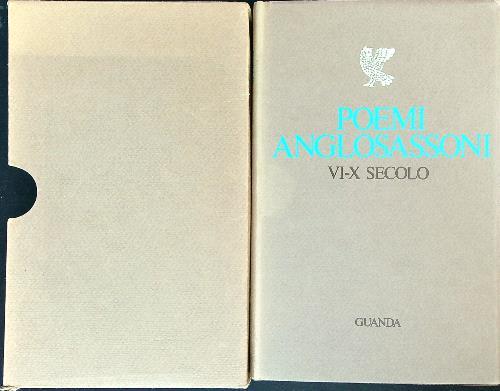 POEMI
ANGLOSASSONI
VI-X SECOLO
GUANDA